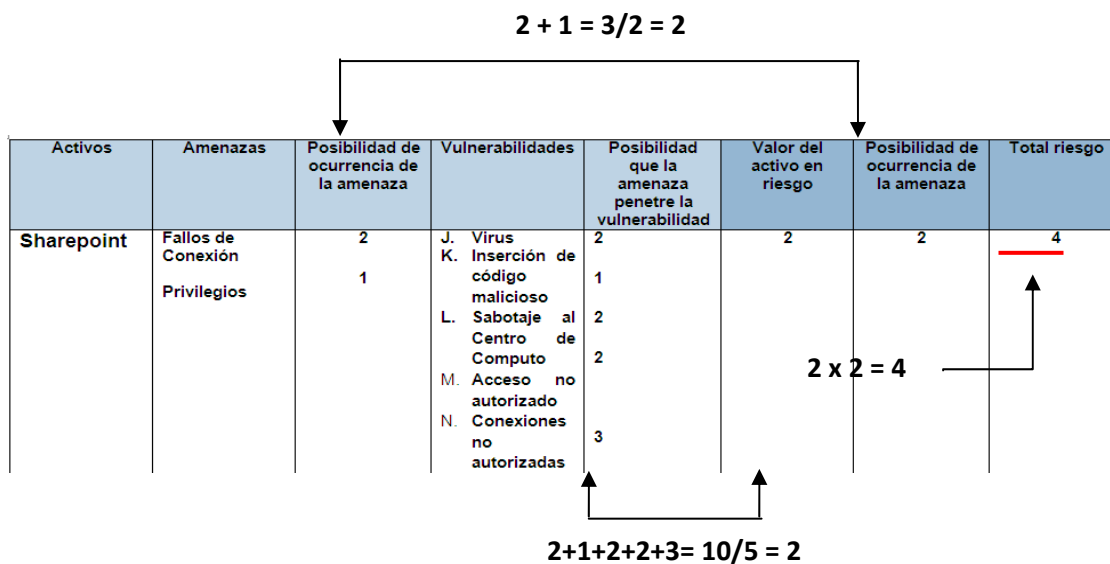 2 + 1 = 3/2 = 2
Activos
Amenazas
Posibilidad de
ocurrencia de
la amenaza
Vulnerabilidades
Posibilidad
que la
amenaza
penetre la
vulnerabilidad
Valor del
activo en
riesgo
Posibilidad de
ocurrencia de
la amenaza
Total riesgo
Sharepoint
Fallos de
Conexión
Privilegios
2
1
J. Virus
K. Inserción de
código
malicioso
L. Sabotaje al
Centro de
Computo
M. Acceso no
autorizado
N. Conexiones
no
autorizadas
2
1
2
2
3
2
2
4
2 x 2 = 4
2+1+2+2+3= 10/5 = 2